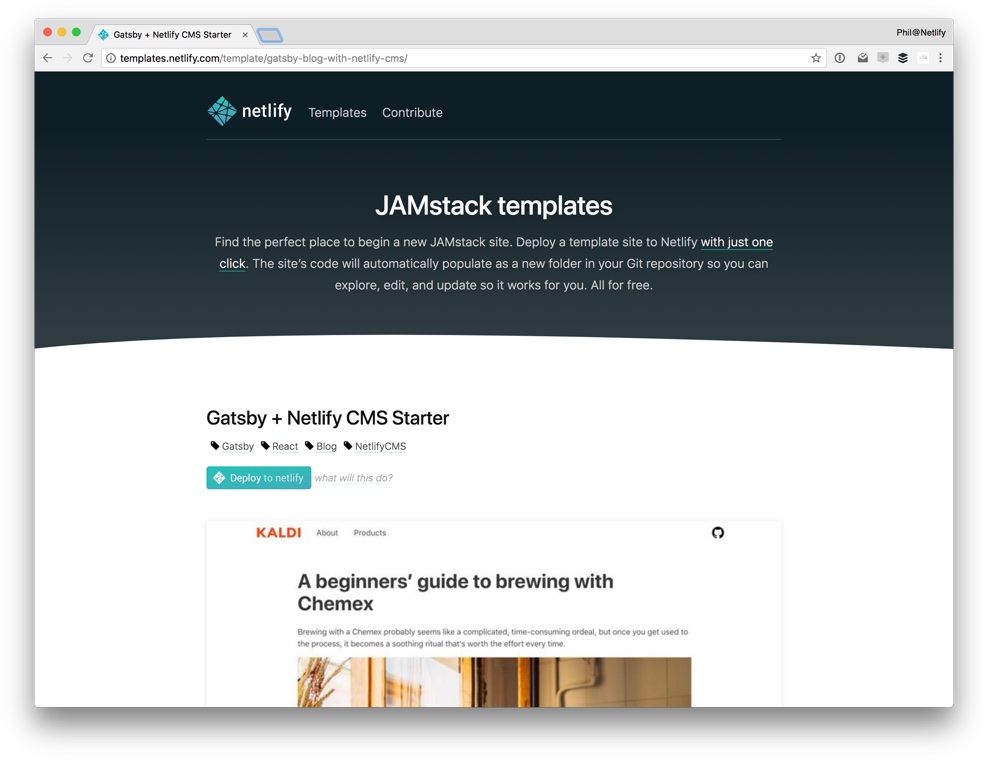 Gatsby + Netlify CMS Starter
Phil@Netlify
templates.netlify.com/template/gatsby-blog-with-netlify-cms/
netlify Templates Contribute
JAMstack templates
Find the perfect place to begin a new JAMstack site. Deploy a template site to Netlify with just one
click. The site’s code will automatically populate as a new folder in your Git repository so you can
explore, edit, and update so it works for you. All for free.
Gatsby + Netlify CMS Starter
Gatsby React Blog NetlifyCMS
Deploy to netlify what will this do?
KALDI About Products
A beginners’ guide to brewing with
Chemex
Brewing with a Chemex probably seems like a complicated, time-consuming ordeal, but once you get used to
the process, it becomes a soothing ritual that's worth the effort every time.